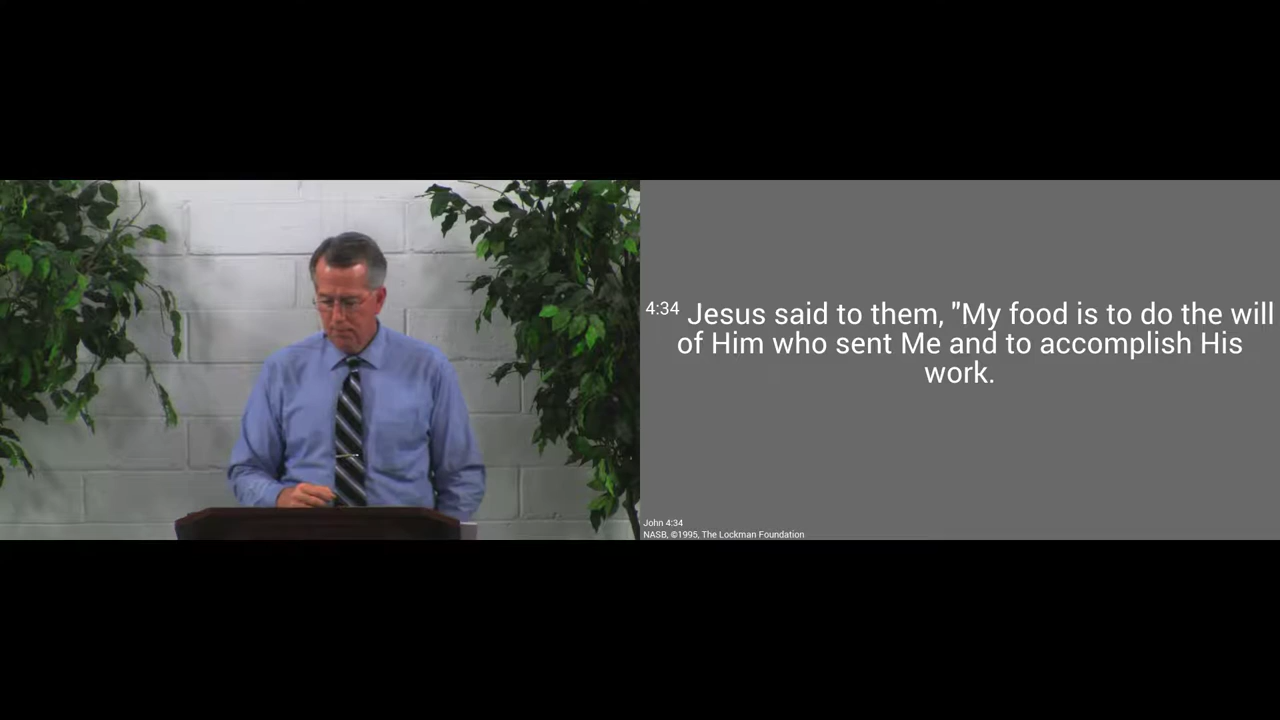 4:34 Jesus said to them, "My food is to do the will
of Him who sent Me and to accomplish His
work.
John 4:34
NASB, ©1995, The Lockman Foundation